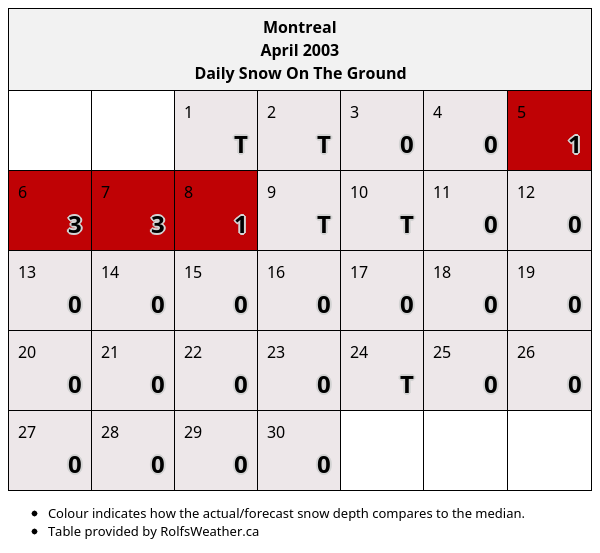 Montreal
April 2003
Daily Snow On The Ground
1 2 3 4 5
T T 0 0 1
6 7 8 9 10 11 12
3 3 1 T T 0 0
13 14 15 16 17 18 19
0 0 0 0 0 0 0
20 21 22 23 24 25 26
0 0 0 0 T 0 0
27 28 29 30
0 0 0 0
• Colour indicates how the actual/forecast snow depth compares to the median.
• Table provided by RolfsWeather.ca